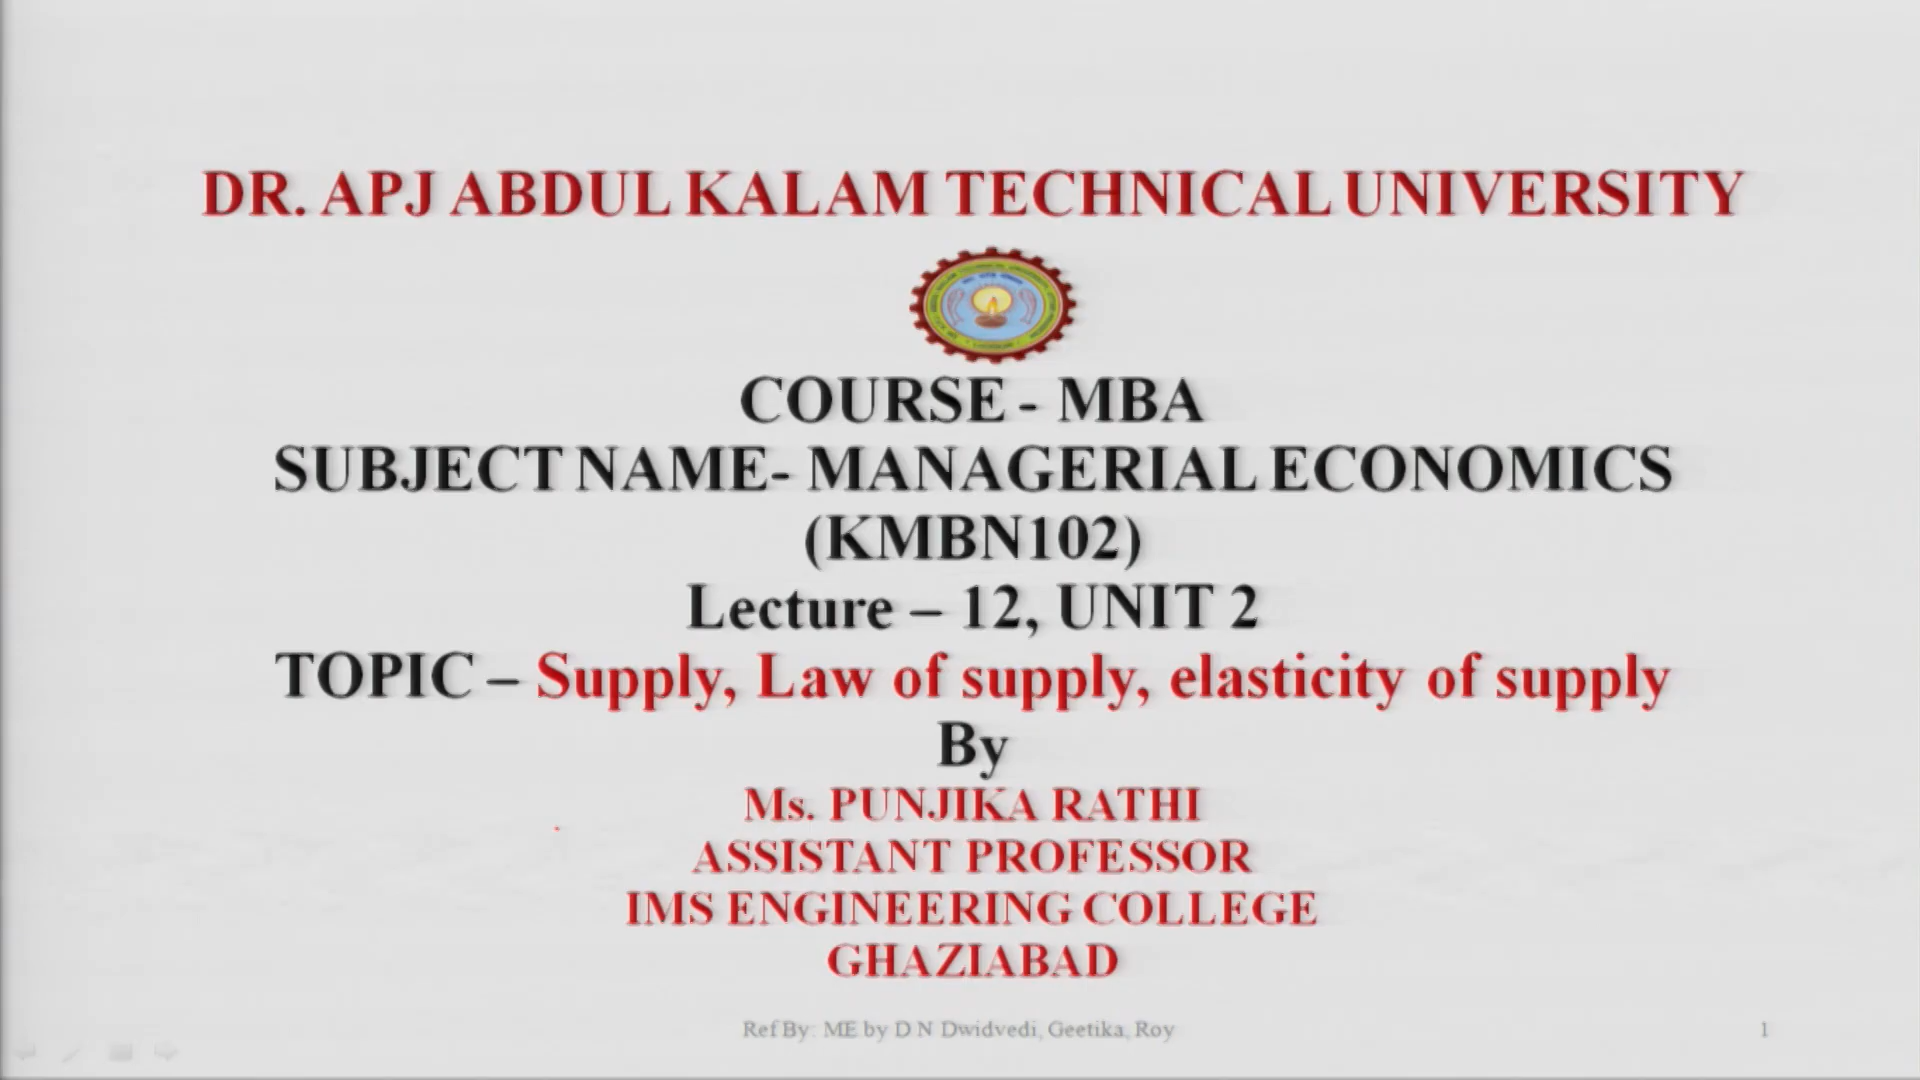 DR. APJ ABDUL KALAM TECHNICAL UNIVERSITY
COURSE - MBA
SUBJECT NAME- MANAGERIAL ECONOMICS
(KMBN102)
Lecture – 12, UNIT 2
TOPIC – Supply, Law of supply, elasticity of supply
By
Ms. PUNJIKA RATHI
ASSISTANT PROFESSOR
IMS ENGINEERING COLLEGE
GHAZIABAD
Ref By: ME by D N Dwidvedi, Geetika, Roy
1